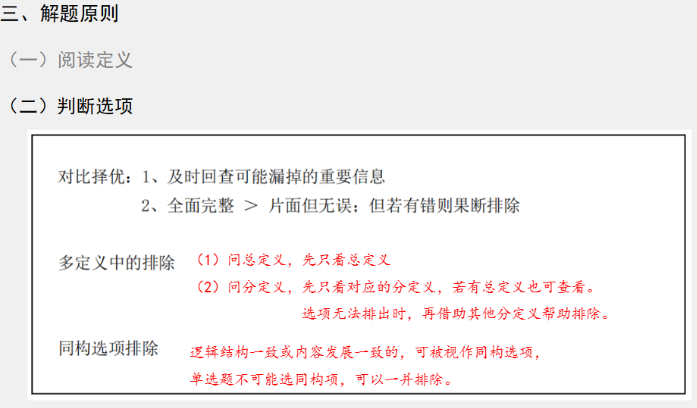 三、解题原则
（一）阅读定义
（二）判断选项
对比择优：1、及时回查可能漏掉的重要信息
2、全面完整 ＞ 片面但无误；但若有错则果断排除
多定义中的排除 （1）问总定义，先只看总定义
（2）问分定义，先只看对应的分定义，若有总定义也可查看。
选项无法排出时，再借助其他分定义帮助排除。
同构选项排除 逻辑结构一致或内容发展一致的，可被视作同构选项，
单选题不可能选同构项，可以一并排除。